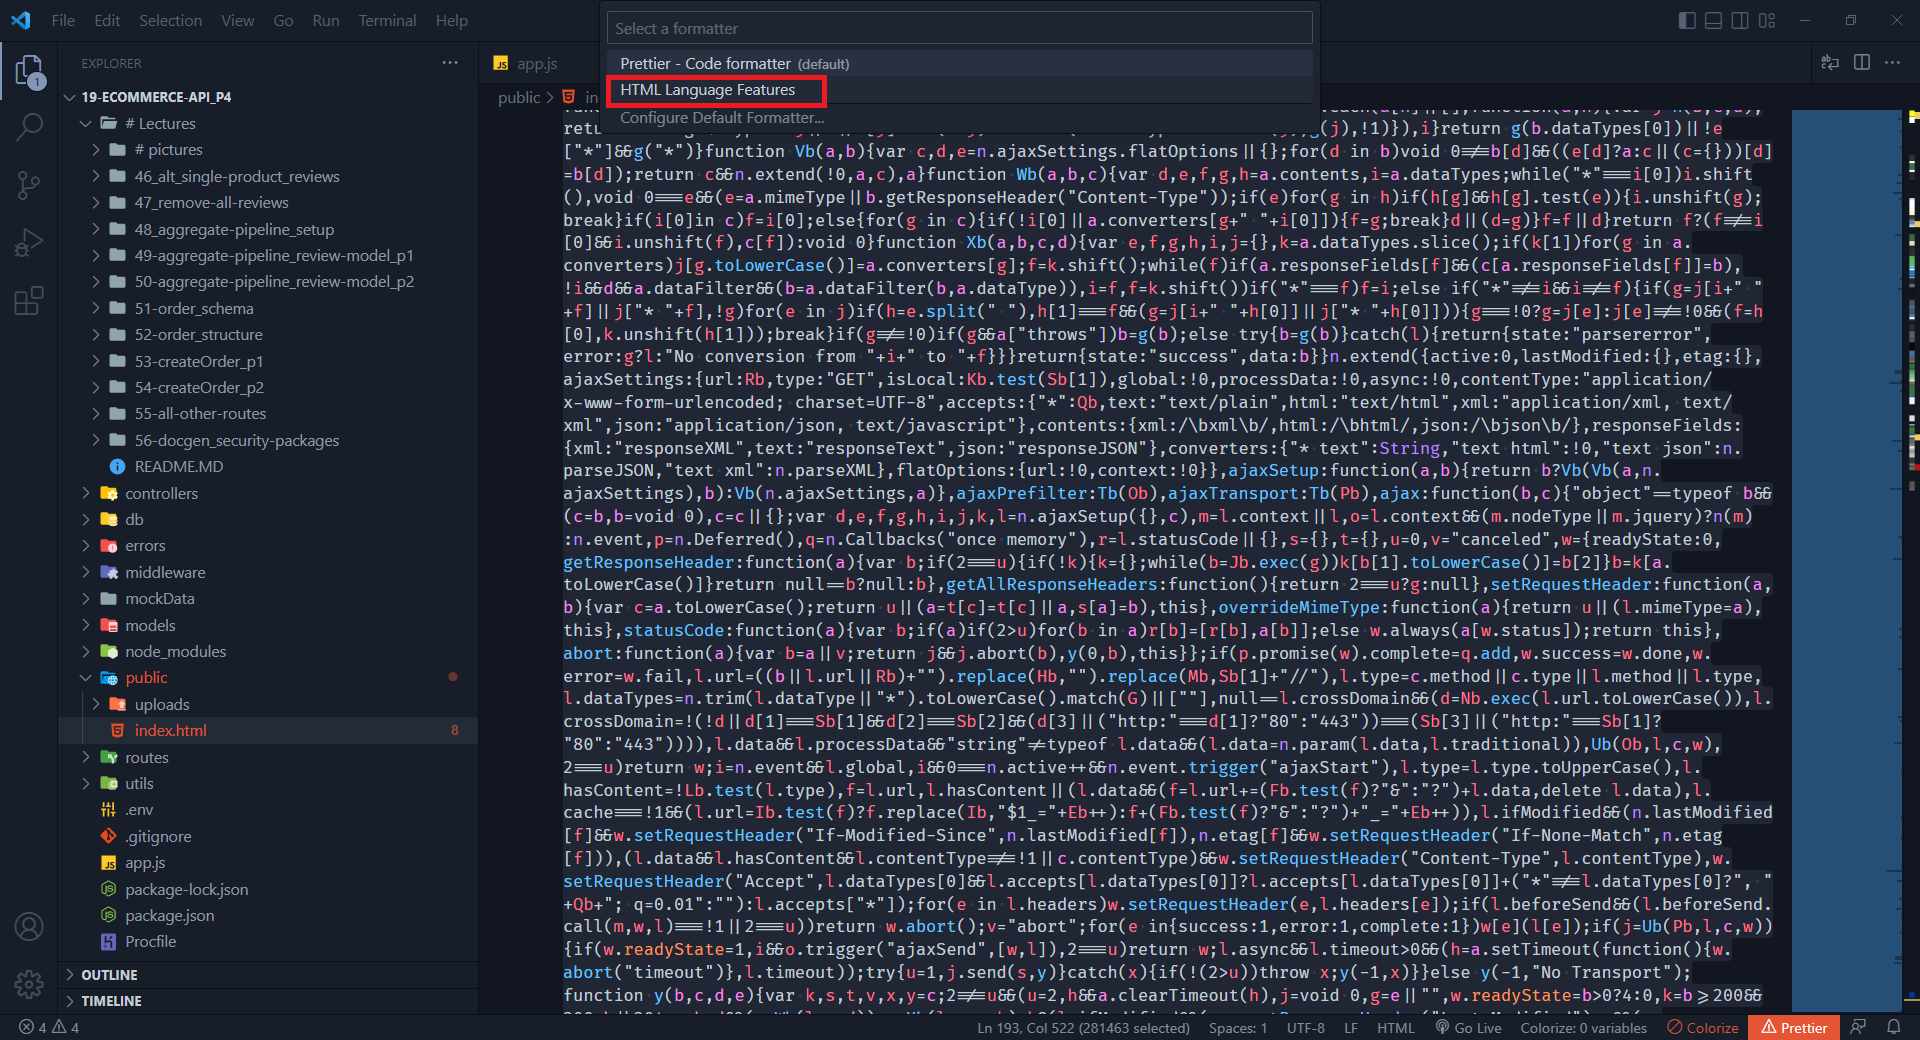 File Edit Selection View Go Run Terminal Help
Select a formatter
Prettier - Code formatter (default)
HTML Language Features
Configure Default Formatter...
EXPLORER
1
19-ECOMMERCE-API_P4
# Lectures
# pictures
46_alt_single-product_reviews
47_remove-all-reviews
48_aggregate-pipeline_setup
49-aggregate-pipeline_review-model_p1
50-aggregate-pipeline_review-model_p2
51-order_schema
52-order_structure
53-createOrder_p1
54-createOrder_p2
55-all-other-routes
56-docgen_security-packages
README.MD
controllers
db
errors
middleware
mockData
models
node_modules
public
uploads
index.html 8
routes
utils
.env
.gitignore
app.js
package-lock.json
package.json
Procfile
OUTLINE
TIMELINE
app.js
public > in
["*"]&&g("*")}function Vb(a,b){var c,d,e=n.ajaxSettings.flatOptions||{};for(d in b)void 0!==b[d]&&((e[d]?a:c||(c={}))[d]
=b[d]);return c&&n.extend(!0,a,c),a}function Wb(a,b,c){var d,e,f,g,h=a.contents,i=a.dataTypes;while("*"===i[0])i.shift
(),void 0===e&&(e=a.mimeType||b.getResponseHeader("Content-Type"));if(e)for(g in h)if(h[g]&&h[g].test(e)){i.unshift(g);
break}if(i[0]in c)f=i[0];else{for(g in c){if(!i[0]||a.converters[g+" "+i[0]]){f=g;break}d||(d=g)}f=f||d}return f?(f!==i
[0]&&i.unshift(f),c[f]):void 0}function Xb(a,b,c,d){var e,f,g,h,i,j={},k=a.dataTypes.slice();if(k[1])for(g in a.
converters)j[g.toLowerCase()]=a.converters[g];f=k.shift();while(f)if(a.responseFields[f]&&(c[a.responseFields[f]]=b),
!i&&d&&a.dataFilter&&(b=a.dataFilter(b,a.dataType)),i=f,f=k.shift())if("*"===f)f=i;else if("*"!==i&&i!==f){if(g=j[i+" "
+f]||j["* "+f],!g)for(e in j)if(h=e.split(" "),h[1]===f&&(g=j[i+" "+h[0]]||j["* "+h[0]])){g===!0?g=j[e]:j[e]!==!0&&(f=h
[0],k.unshift(h[1]));break}if(g!==!0)if(g&&a["throws"])b=g(b);else try{b=g(b)}catch(l){return{state:"parsererror",
error:g?l:"No conversion from "+i+" to "+f}}}return{state:"success",data:b}}n.extend({active:0,lastModified:{},etag:{},
ajaxSettings:{url:Rb,type:"GET",isLocal:Kb.test(Sb[1]),global:!0,processData:!0,async:!0,contentType:"application/
x-www-form-urlencoded; charset=UTF-8",accepts:{"*":Qb,text:"text/plain",html:"text/html",xml:"application/xml, text/
xml",json:"application/json, text/javascript"},contents:{xml:/\bxml\b/,html:/\bhtml/,json:/\bjson\b/},responseFields:
{xml:"responseXML",text:"responseText",json:"responseJSON"},converters:{"* text":String,"text html":!0,"text json":n.
parseJSON,"text xml":n.parseXML},flatOptions:{url:!0,context:!0}},ajaxSetup:function(a,b){return b?Vb(Vb(a,n.
ajaxSettings),b):Vb(n.ajaxSettings,a)},ajaxPrefilter:Tb(Ob),ajaxTransport:Tb(Pb),ajax:function(b,c){"object"==typeof b&&
(c=b,b=void 0),c=c||{};var d,e,f,g,h,i,j,k,l=n.ajaxSetup({},c),m=l.context||l,o=l.context&&(m.nodeType||m.jquery)?n(m)
:n.event,p=n.Deferred(),q=n.Callbacks("once memory"),r=l.statusCode||{},s={},t={},u=0,v="canceled",w={readyState:0,
getResponseHeader:function(a){var b;if(2===u){if(!k){k={};while(b=Jb.exec(g))k[b[1].toLowerCase()]=b[2]}b=k[a.
toLowerCase()]}return null==b?null:b},getAllResponseHeaders:function(){return 2===u?g:null},setRequestHeader:function(a,
b){var c=a.toLowerCase();return u||(a=t[c]=t[c]||a,s[a]=b),this},overrideMimeType:function(a){return u||(l.mimeType=a),
this},statusCode:function(a){var b;if(a)if(2>u)for(b in a)r[b]=[r[b],a[b]];else w.always(a[w.status]);return this},
abort:function(a){var b=a||v;return j&&j.abort(b),y(0,b),this}};if(p.promise(w).complete=q.add,w.success=w.done,w.
error=w.fail,l.url=((b||l.url||Rb)+"").replace(Hb,"").replace(Mb,Sb[1]+"//"),l.type=c.method||c.type||l.method||l.type,
l.dataTypes=n.trim(l.dataType||"*").toLowerCase().match(G)||[""],null==l.crossDomain&&(d=Nb.exec(l.url.toLowerCase()),l.
crossDomain=!(!d||d[1]===Sb[1]&&d[2]===Sb[2]&&(d[3]||("http:"===d[1]?"80":"443"))===(Sb[3]||("http:"===Sb[1]?
"80":"443")))),l.data&&l.processData&&"string"!=typeof l.data&&(l.data=n.param(l.data,l.traditional)),Ub(Ob,l,c,w),
2===u)return w;i=n.event&&l.global,i&&0===n.active++&&n.event.trigger("ajaxStart"),l.type=l.type.toUpperCase(),l.
hasContent=!Lb.test(l.type),f=l.url,l.hasContent||(l.data&&(f=l.url+=(Fb.test(f)?"&":"?")+l.data,delete l.data),l.
cache===!1&&(l.url=Ib.test(f)?f.replace(Ib,"$1_="+Eb++):f+(Fb.test(f)?"&":"?")+"_="+Eb++)),l.ifModified&&(n.lastModified
[f]&&w.setRequestHeader("If-Modified-Since",n.lastModified[f]),n.etag[f]&&w.setRequestHeader("If-None-Match",n.etag
[f])),(l.data&&l.hasContent&&l.contentType!==!1||c.contentType)&&w.setRequestHeader("Content-Type",l.contentType),w.
setRequestHeader("Accept",l.dataTypes[0]&&l.accepts[l.dataTypes[0]]?l.accepts[l.dataTypes[0]]+("*"!==l.dataTypes[0]?", "
+Qb+"; q=0.01":""):l.accepts["*"]);for(e in l.headers)w.setRequestHeader(e,l.headers[e]);if(l.beforeSend&&(l.beforeSend.
call(m,w,l)===!1||2===u))return w.abort();v="abort";for(e in{success:1,error:1,complete:1})w[e](l[e]);if(j=Ub(Pb,l,c,w))
{if(w.readyState=1,i&&o.trigger("ajaxSend",[w,l]),2===u)return w;l.async&&l.timeout>0&&(h=a.setTimeout(function(){w.
abort("timeout")},l.timeout));try{u=1,j.send(s,y)}catch(x){if(!(2>u))throw x;y(-1,x)}}else y(-1,"No Transport");
function y(b,c,d,e){var k,s,t,v,x,y=c;2!==u&&(u=2,h&&a.clearTimeout(h),j=void 0,g=e||"",w.readyState=b>0?4:0,k=b>=200&&
4 4 Ln 193, Col 522 (281463 selected) Spaces: 1 UTF-8 LF HTML Go Live Colorize: 0 variables Colorize Prettier